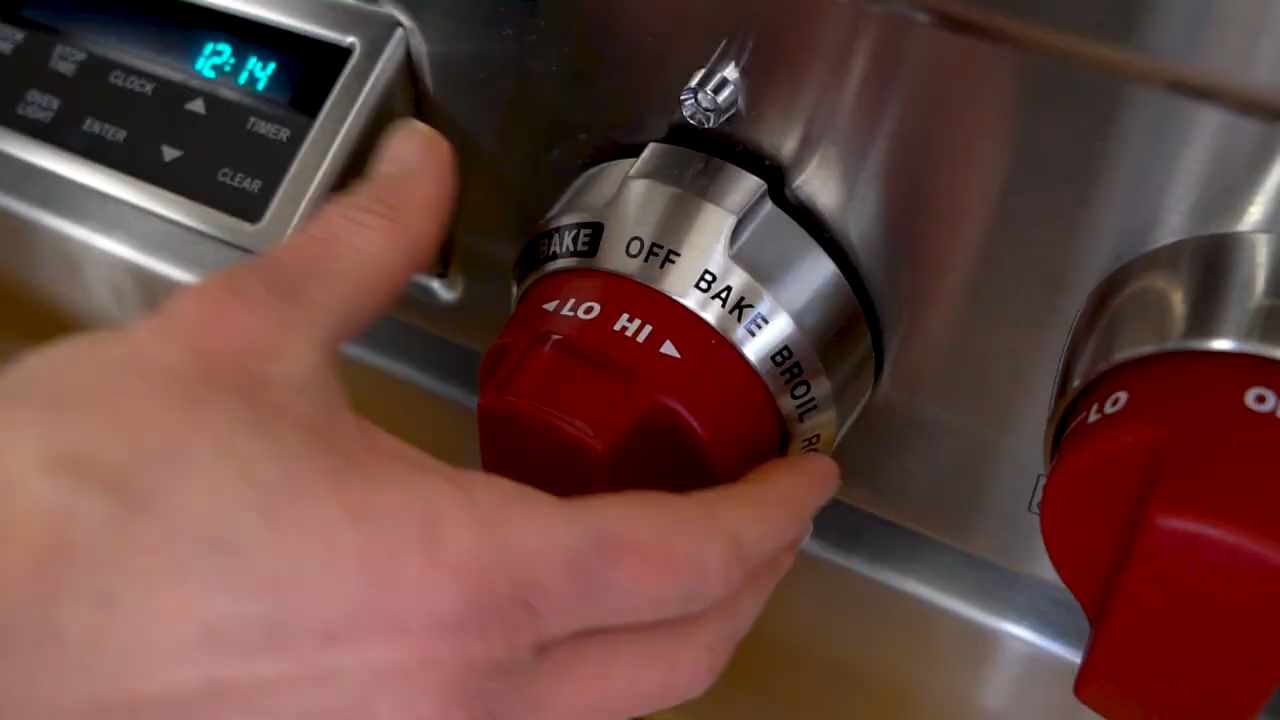 12:14
STOP TIME
CLOCK
TIMER
OVEN LIGHT
ENTER
CLEAR
BAKE OFF BAKE BROIL
◀LO HI▶
LO